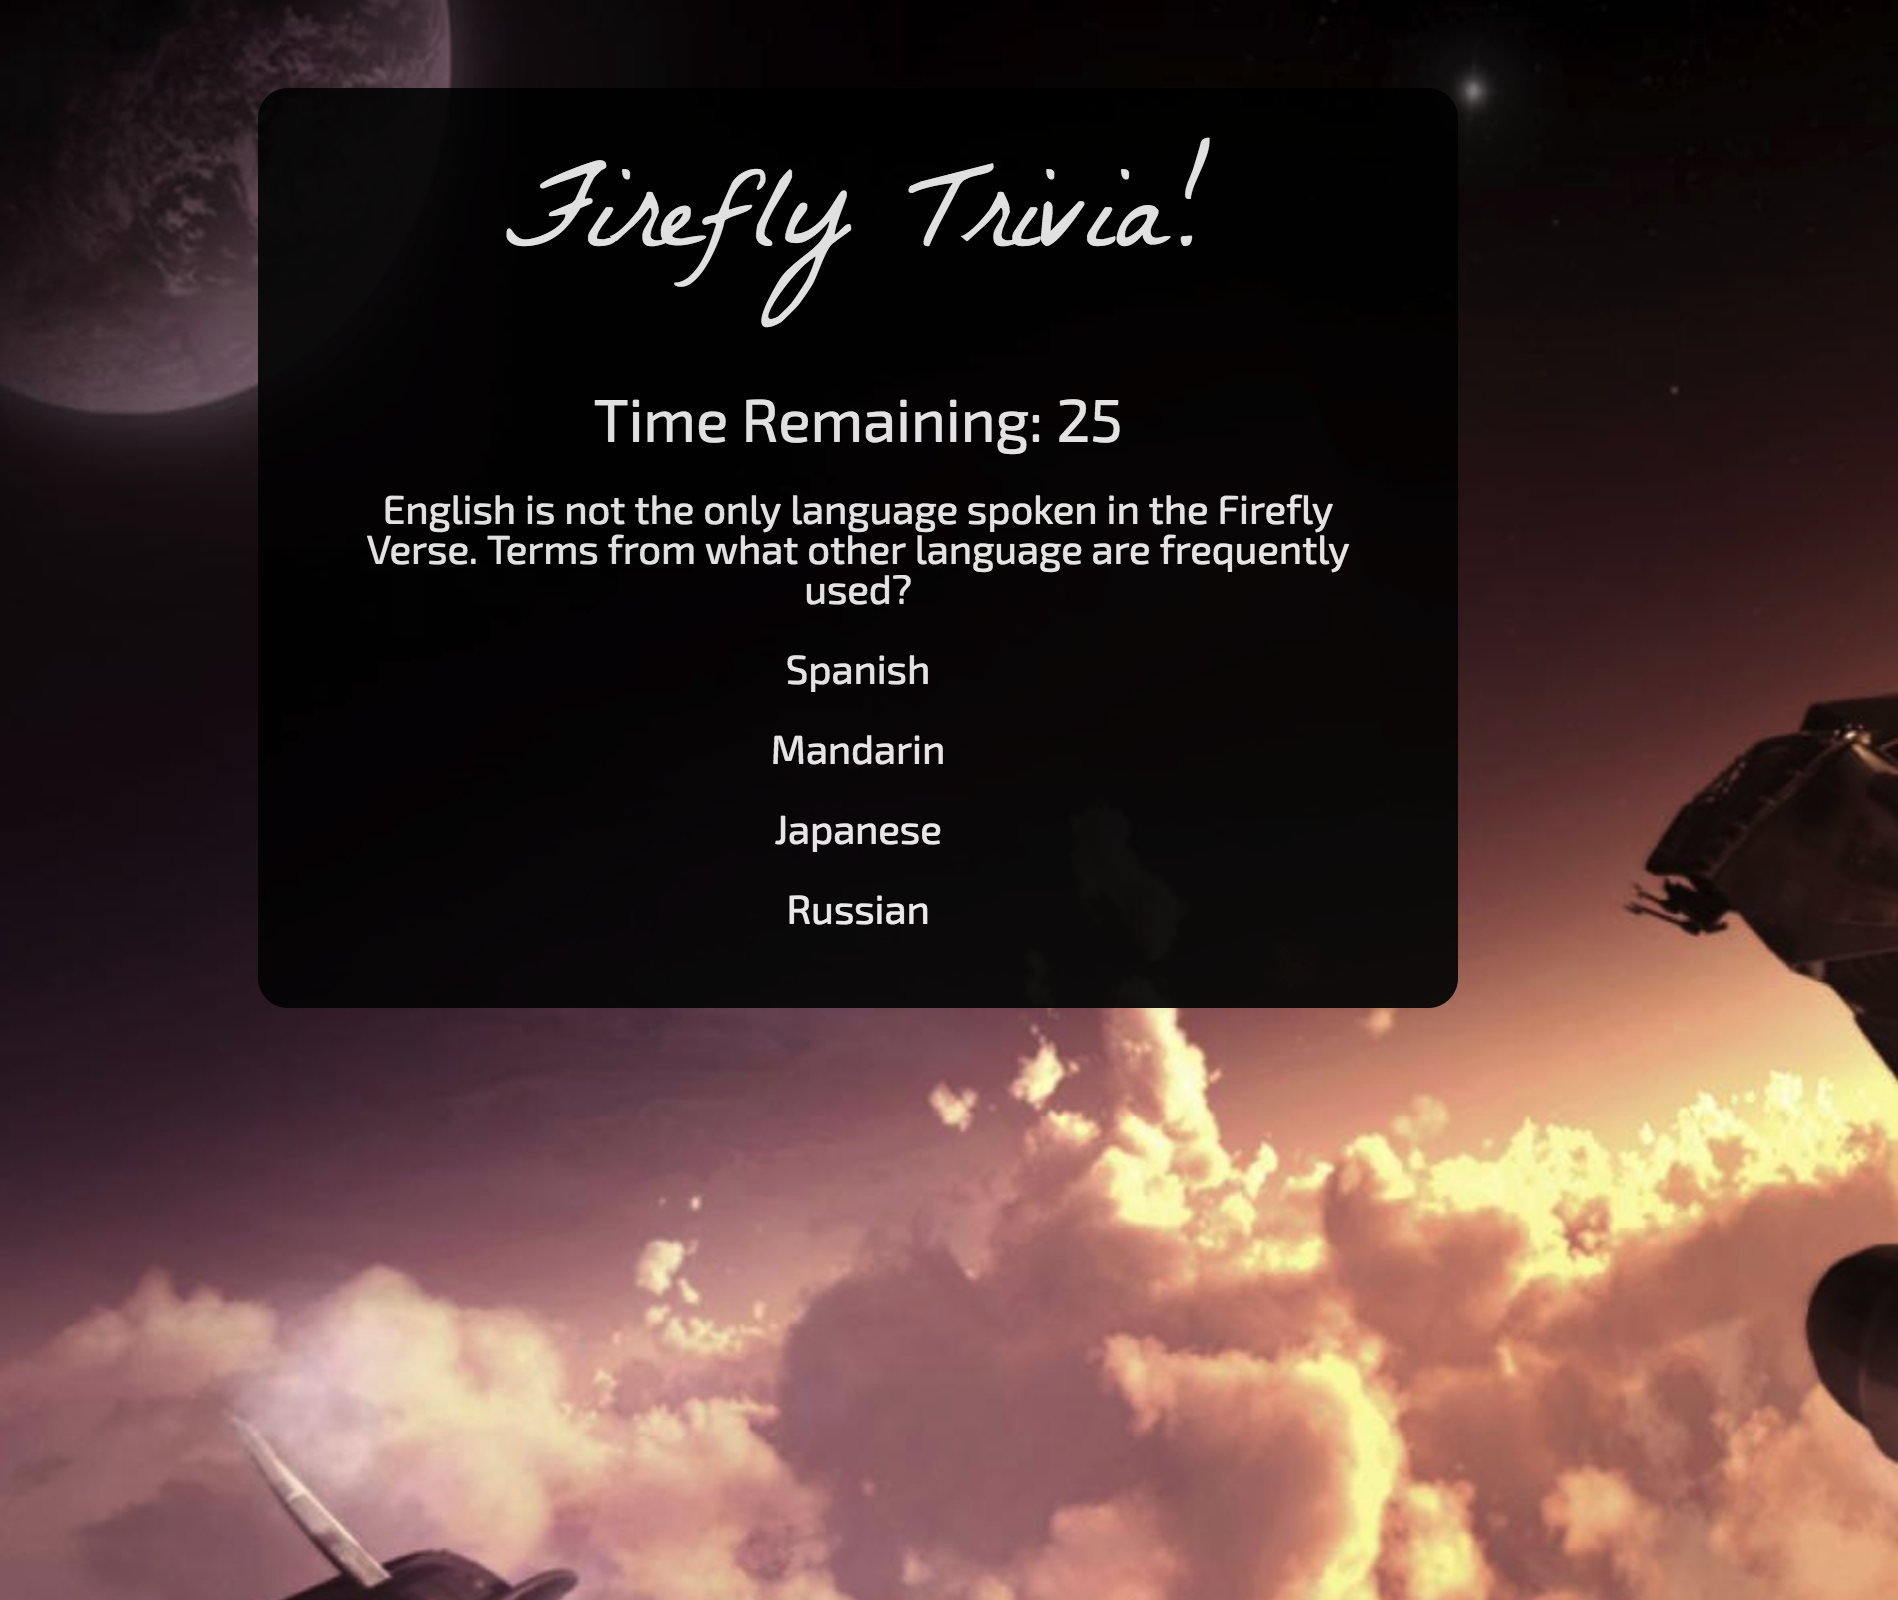 Firefly Trivia!
Time Remaining: 25
English is not the only language spoken in the Firefly
Verse. Terms from what other language are frequently
used?
Spanish
Mandarin
Japanese
Russian